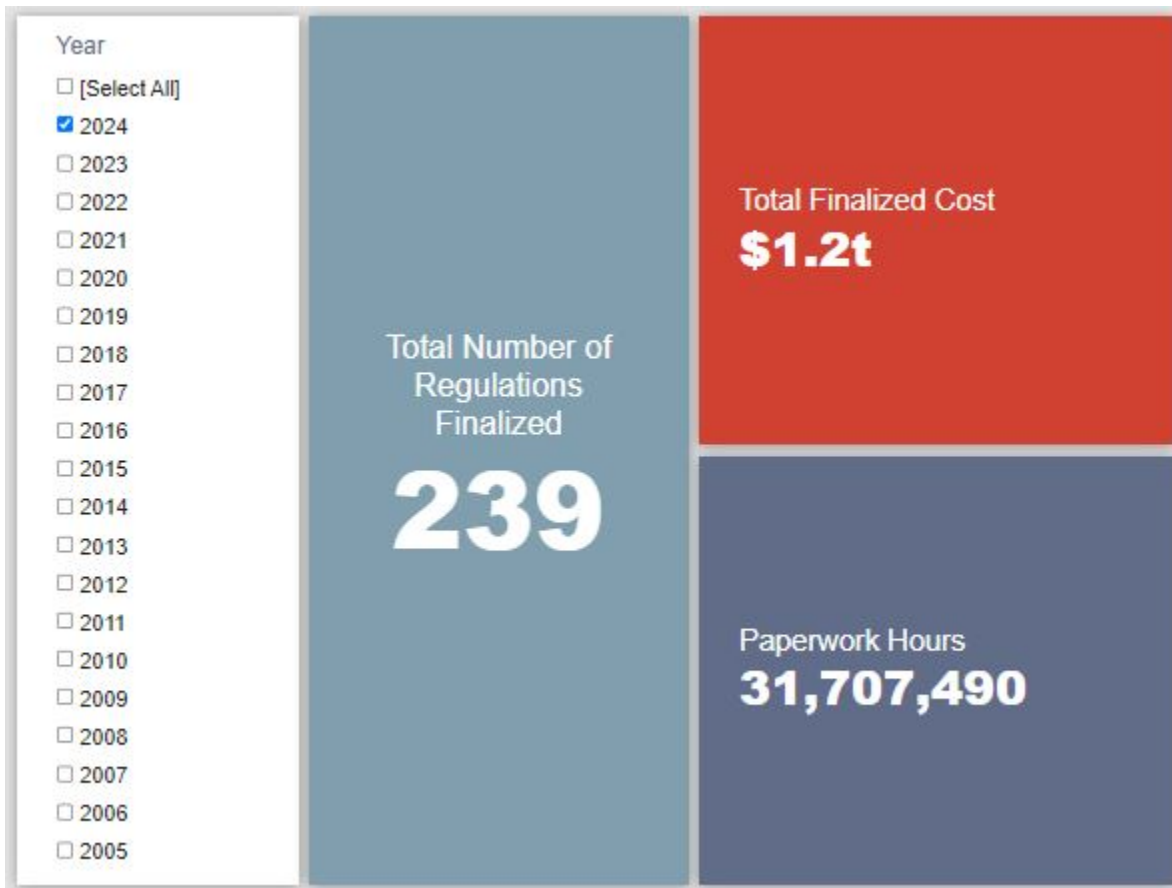 Year
[Select All]
2024
2023
2022
2021
2020
2019
2018
2017
2016
2015
2014
2013
2012
2011
2010
2009
2008
2007
2006
2005
Total Number of
Regulations
Finalized
239
Total Finalized Cost
$1.2t
Paperwork Hours
31,707,490